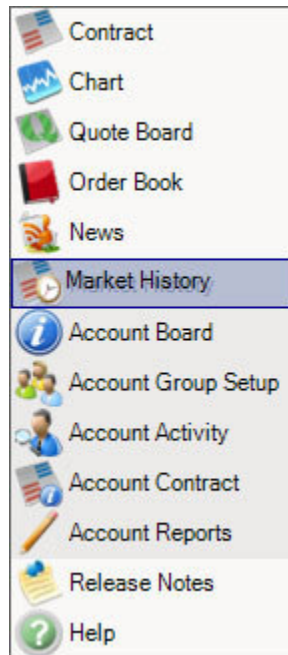 Contract
Chart
Quote Board
Order Book
News
Market History
Account Board
Account Group Setup
Account Activity
Account Contract
Account Reports
Release Notes
Help